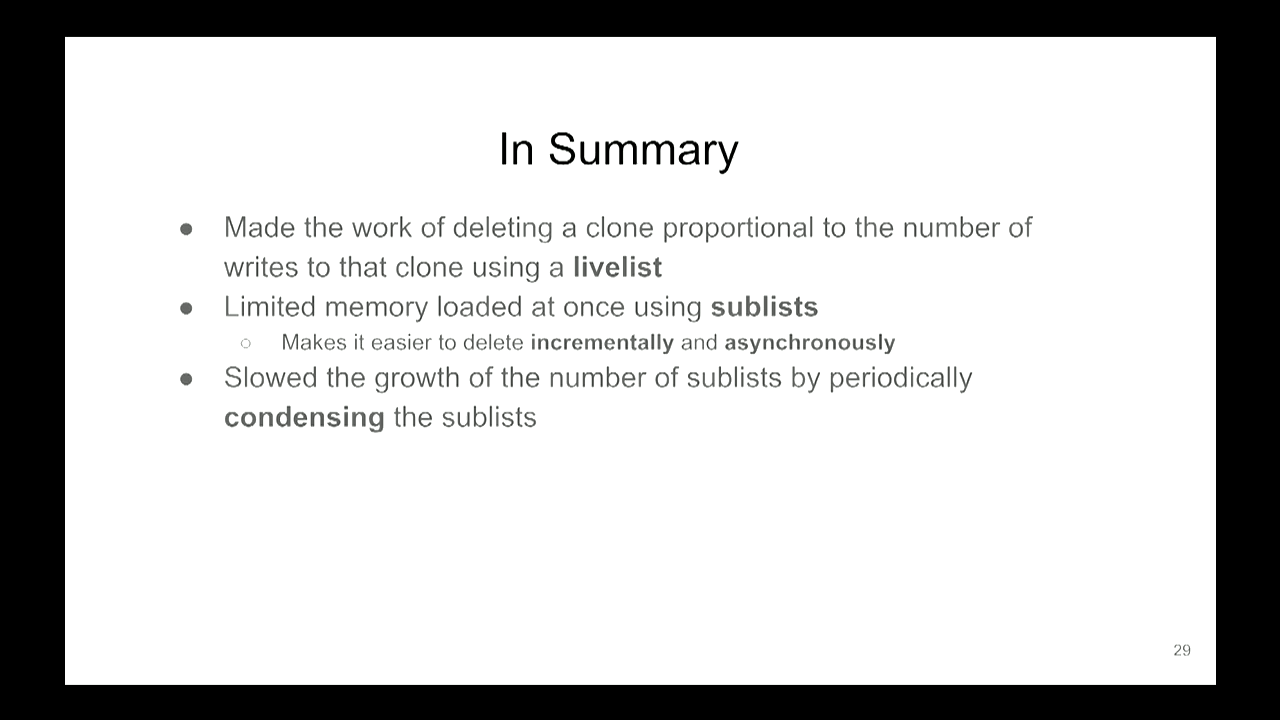 In Summary
● Made the work of deleting a clone proportional to the number of
writes to that clone using a livelist
● Limited memory loaded at once using sublists
○ Makes it easier to delete incrementally and asynchronously
● Slowed the growth of the number of sublists by periodically
condensing the sublists
29